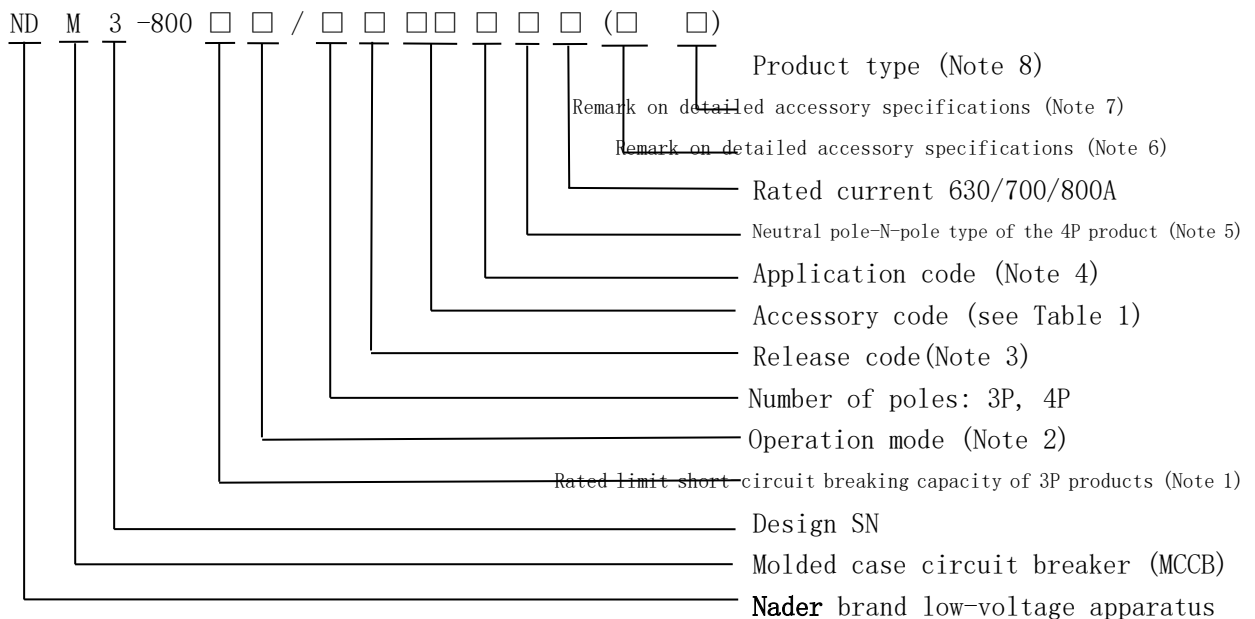 ND M 3 -800 □ □ / □ □ □□ □ □ □ (□ □)
Product type (Note 8)
Remark on detailed accessory specifications (Note 7)
Remark on detailed accessory specifications (Note 6)
Rated current 630/700/800A
Neutral pole-N-pole type of the 4P product (Note 5)
Application code (Note 4)
Accessory code (see Table 1)
Release code(Note 3)
Number of poles: 3P, 4P
Operation mode (Note 2)
Rated limit short-circuit breaking capacity of 3P products (Note 1)
Design SN
Molded case circuit breaker (MCCB)
Nader brand low-voltage apparatus